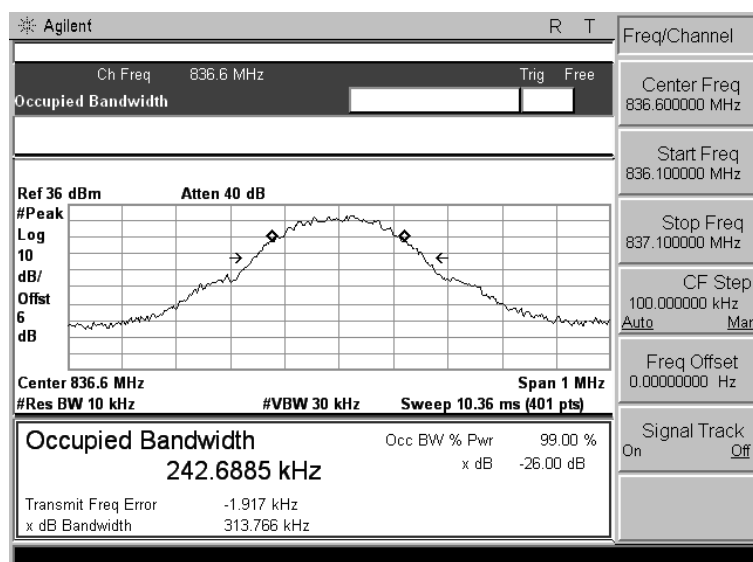 Agilent R T
Ch Freq 836.6 MHz Trig Free
Occupied Bandwidth
Ref 36 dBm Atten 40 dB
#Peak
Log
10
dB/
Offst
6
dB
Center 836.6 MHz Span 1 MHz
#Res BW 10 kHz #VBW 30 kHz Sweep 10.36 ms (401 pts)
Occupied Bandwidth Occ BW % Pwr 99.00 %
242.6885 kHz x dB -26.00 dB
Transmit Freq Error -1.917 kHz
x dB Bandwidth 313.766 kHz
Freq/Channel
Center Freq
836.600000 MHz
Start Freq
836.100000 MHz
Stop Freq
837.100000 MHz
CF Step
100.000000 kHz
Auto Man
Freq Offset
0.00000000 Hz
Signal Track
On Off